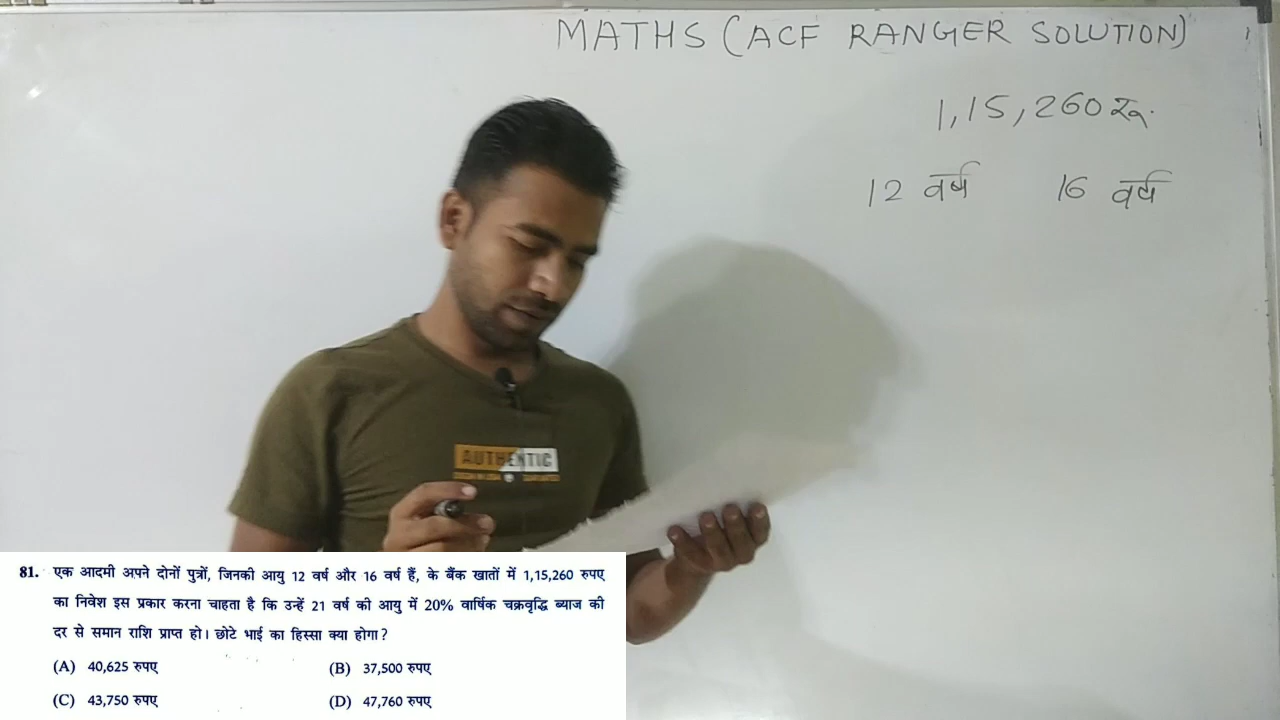 MATHS (ACF RANGER SOLUTION)
1,15,260 रू.
12 वर्ष 16 वर्ष
AUTHENTIC
81. एक आदमी अपने दोनों पुत्रों, जिनकी आयु 12 वर्ष और 16 वर्ष हैं, के बैंक खातों में 1,15,260 रुपए
का निवेश इस प्रकार करना चाहता है कि उन्हें 21 वर्ष की आयु में 20% वार्षिक चक्रवृद्धि ब्याज की
दर से समान राशि प्राप्त हो। छोटे भाई का हिस्सा क्या होगा?
(A) 40,625 रुपए (B) 37,500 रुपए
(C) 43,750 रुपए (D) 47,760 रुपए